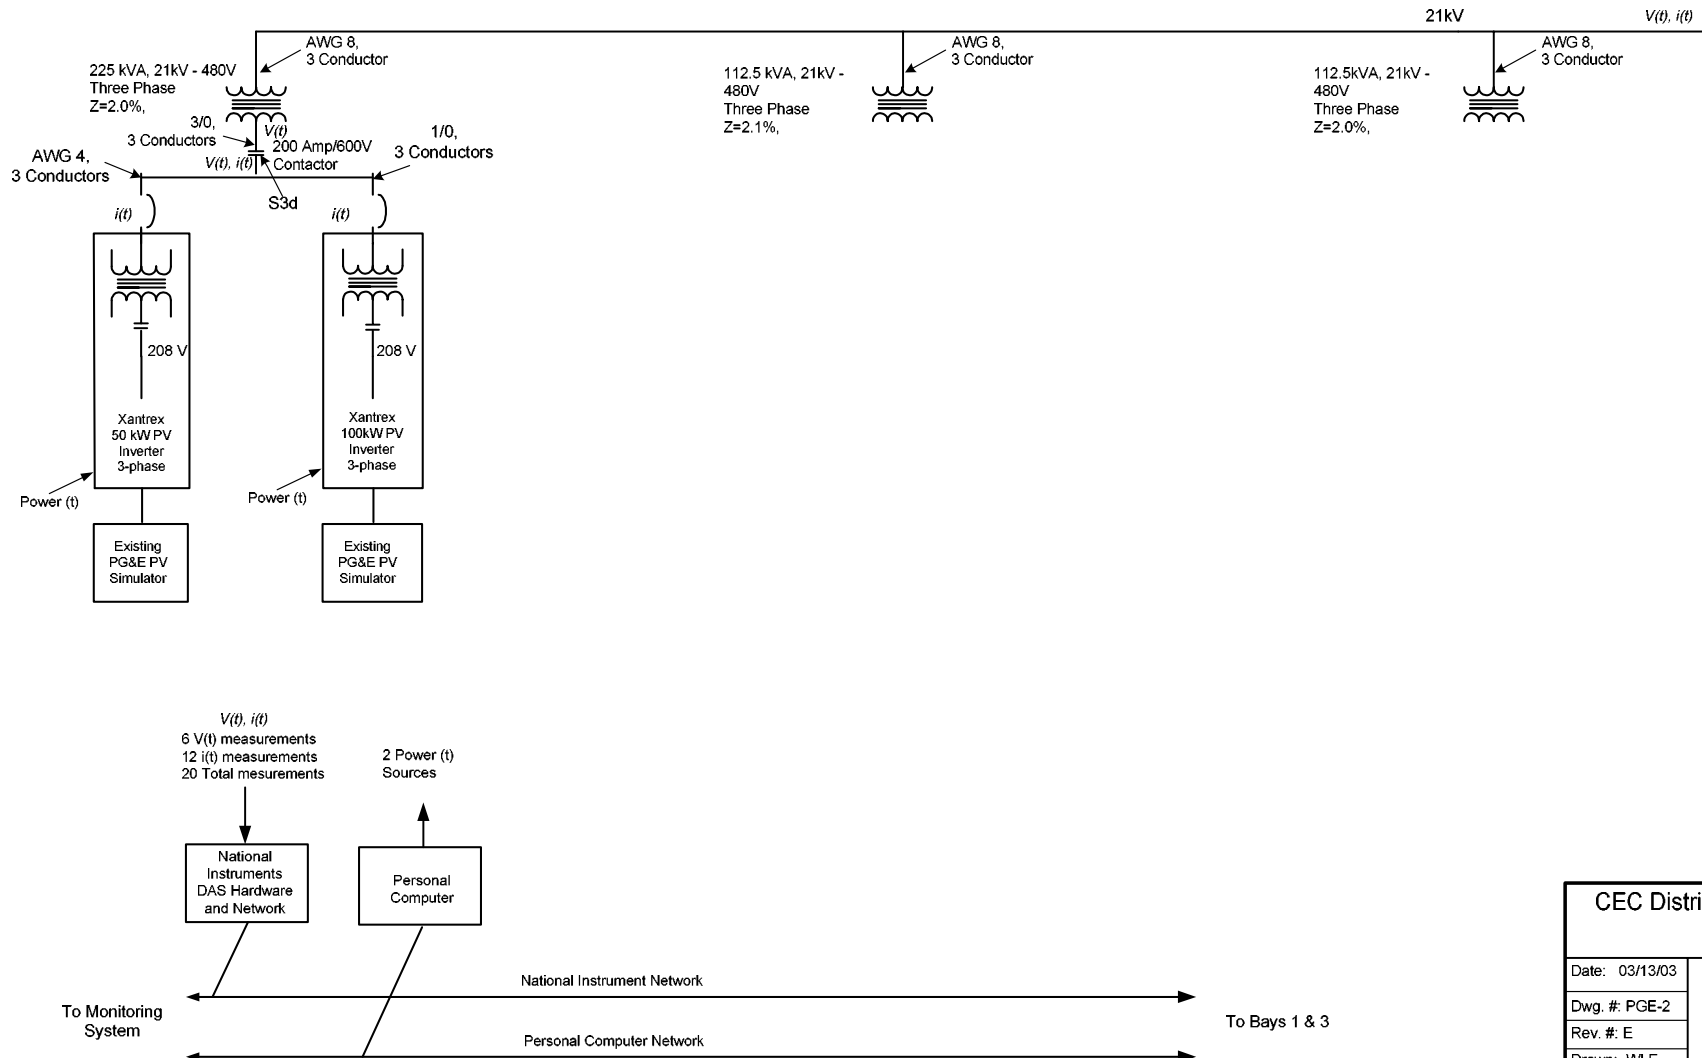 21kV
V(t), i(t)
AWG 8,
3 Conductor
AWG 8,
3 Conductor
AWG 8,
3 Conductor
225 kVA, 21kV - 480V
Three Phase
Z=2.0%,
112.5 kVA, 21kV -
480V
Three Phase
Z=2.1%,
112.5kVA, 21kV -
480V
Three Phase
Z=2.0%,
3/0,
3 Conductors
V(t)
200 Amp/600V
Contactor
1/0,
3 Conductors
AWG 4,
3 Conductors
V(t), i(t)
S3d
i(t)
i(t)
208 V
208 V
Xantrex
50 kW PV
Inverter
3-phase
Xantrex
100kW PV
Inverter
3-phase
Power (t)
Power (t)
Existing
PG&E PV
Simulator
Existing
PG&E PV
Simulator
V(t), i(t)
6 V(t) measurements
12 i(t) measurements
20 Total mesurements
2 Power (t)
Sources
National
Instruments
DAS Hardware
and Network
Personal
Computer
National Instrument Network
To Monitoring
System
To Bays 1 & 3
Personal Computer Network
CEC Distri
Date: 03/13/03
Dwg. #: PGE-2
Rev. #: E